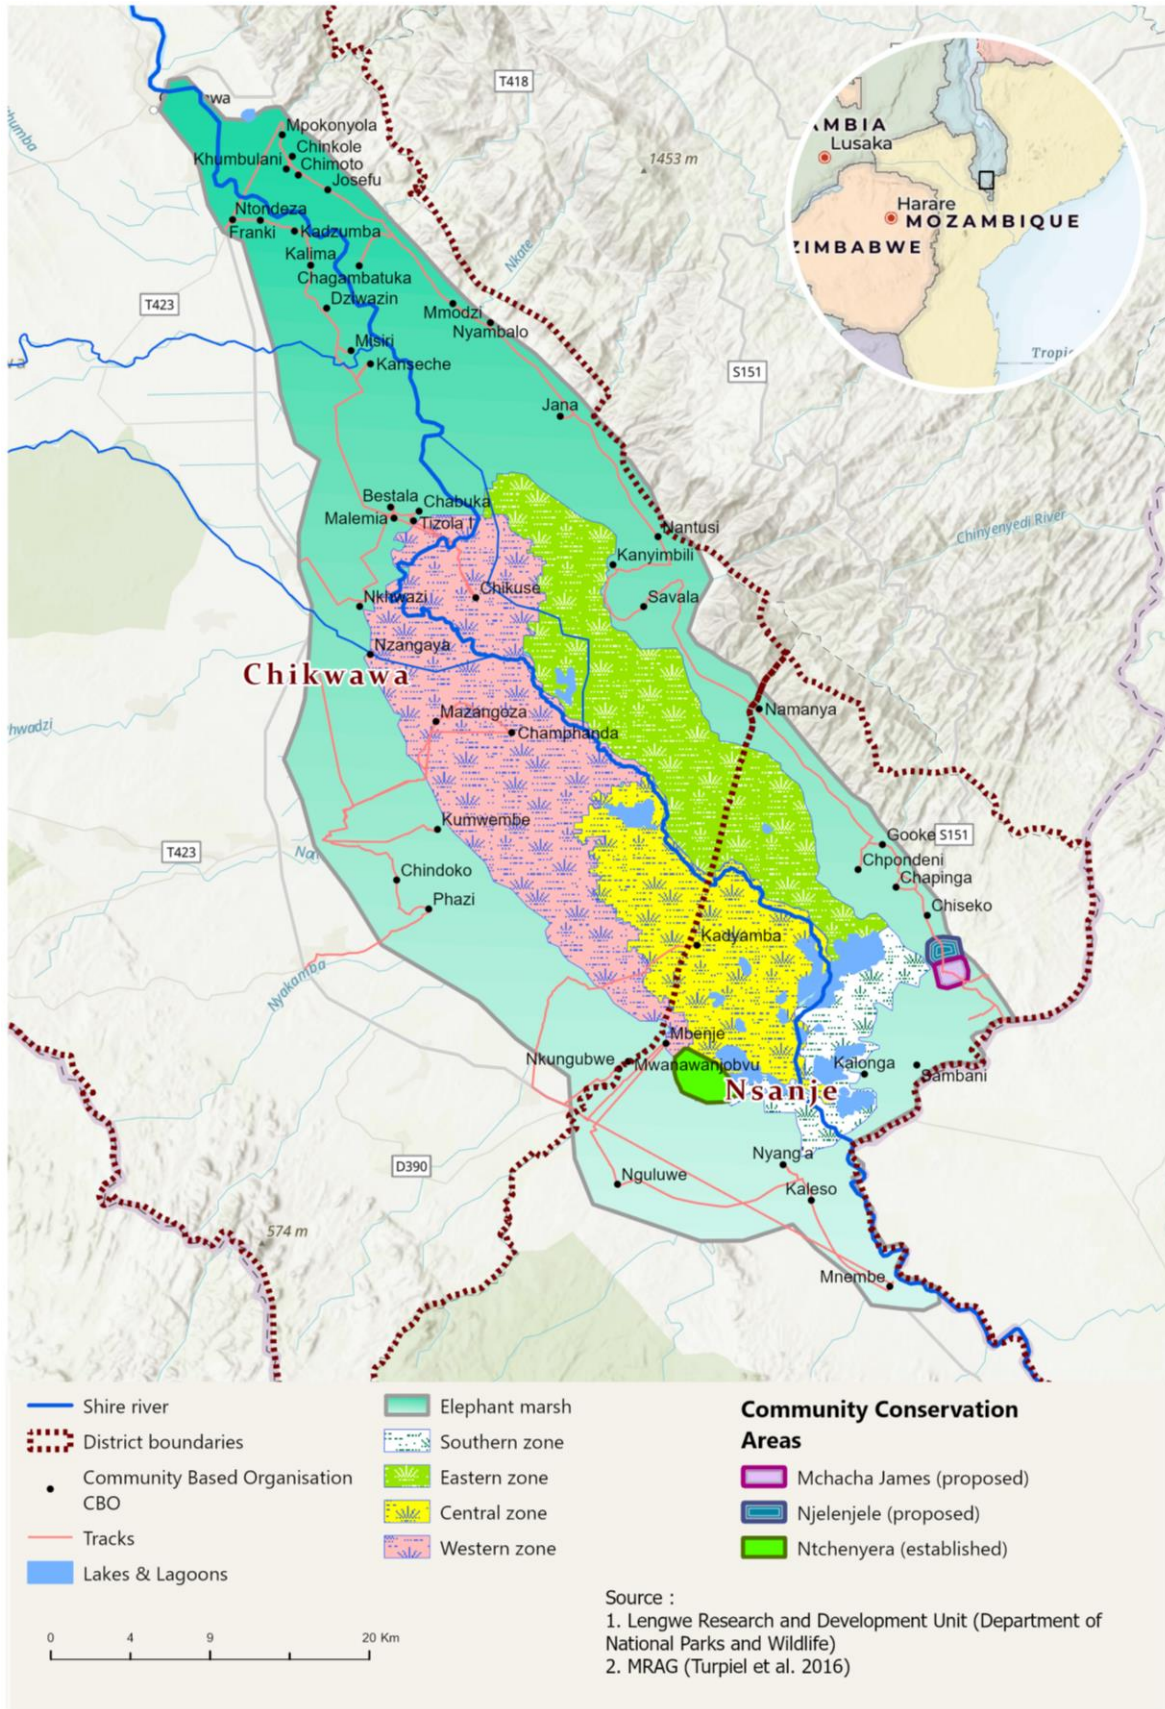 T418
AMBIA
Lusaka
Harare
MOZAMBIQUE
ZIMBABWE
Tropic
1453 m
Mpokonyola
Chinkole
Khumbulani
Chimoto
Josefu
Ntondeza
Franki
Kadzumba
Kalima
Chagambatuka
Nkate
T423
Dziwazin
Mmodzi
Nyambalo
Misiri
Kanseche
S151
Jana
Bestala
Chabuka
Malemia
Nantusi
Chinyenyedi River
Kanyimbili
Nkhwazi
Chikuse
Savala
Nzangaya
Chikwawa
Namanya
Mazangoza
Champhanda
hwadzi
Kumwembe
Gooke
S151
T423
Chpondeni
Chindoko
Chapinga
Phazi
Chiseko
Kadyamba
Nyakamba
Mbenje
Nkungubwe
Mwanawanjobvu
Kalonga
Sambani
Nsanje
D390
Nyang'a
Nguluwe
Kaleso
574 m
Mnembe
Shire river
District boundaries
Community Based Organisation
CBO
Tracks
Lakes & Lagoons
Elephant marsh
Southern zone
Eastern zone
Central zone
Western zone
Community Conservation
Areas
Mchacha James (proposed)
Njelenjele (proposed)
Ntchenyera (established)
0 4 9 20 Km
Source :
1. Lengwe Research and Development Unit (Department of
National Parks and Wildlife)
2. MRAG (Turpiel et al. 2016)